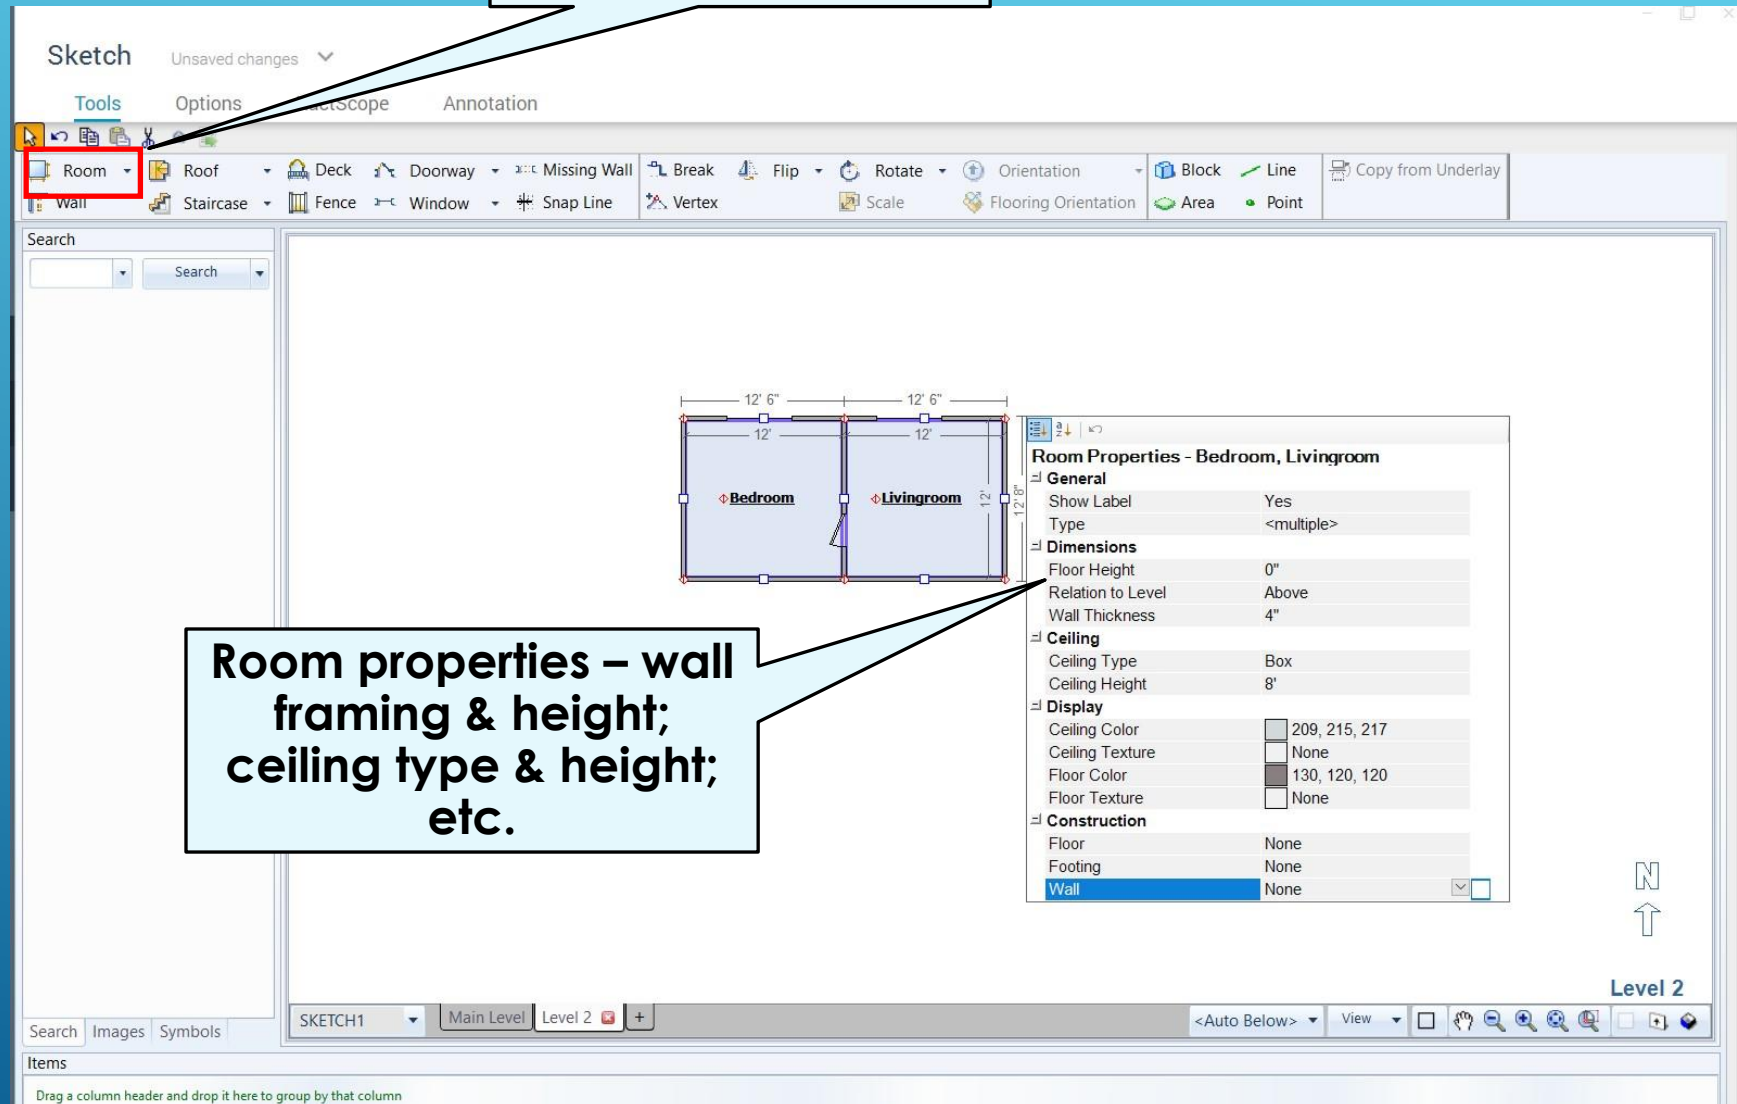 Sketch Unsaved changes
Tools Options Annotation
Room Roof Deck Doorway Missing Wall Break Flip Rotate Orientation Block Line Copy from Underlay
Wall Staircase Fence Window Snap Line Vertex Scale Flooring Orientation Area Point
Search
Search
12' 6" 12' 6"
12' 12'
Bedroom Livingroom 12' 12' 8"
Room Properties - Bedroom, Livingroom
General
Show Label Yes
Type <multiple>
Dimensions
Floor Height 0"
Relation to Level Above
Wall Thickness 4"
Ceiling
Ceiling Type Box
Ceiling Height 8'
Display
Ceiling Color 209, 215, 217
Ceiling Texture None
Floor Color 130, 120, 120
Floor Texture None
Construction
Floor None
Footing None
Wall None
Room properties – wall
framing & height;
ceiling type & height;
etc.
N
Level 2
SKETCH1 Main Level Level 2 + <Auto Below> View
Search Images Symbols
Items
Drag a column header and drop it here to group by that column